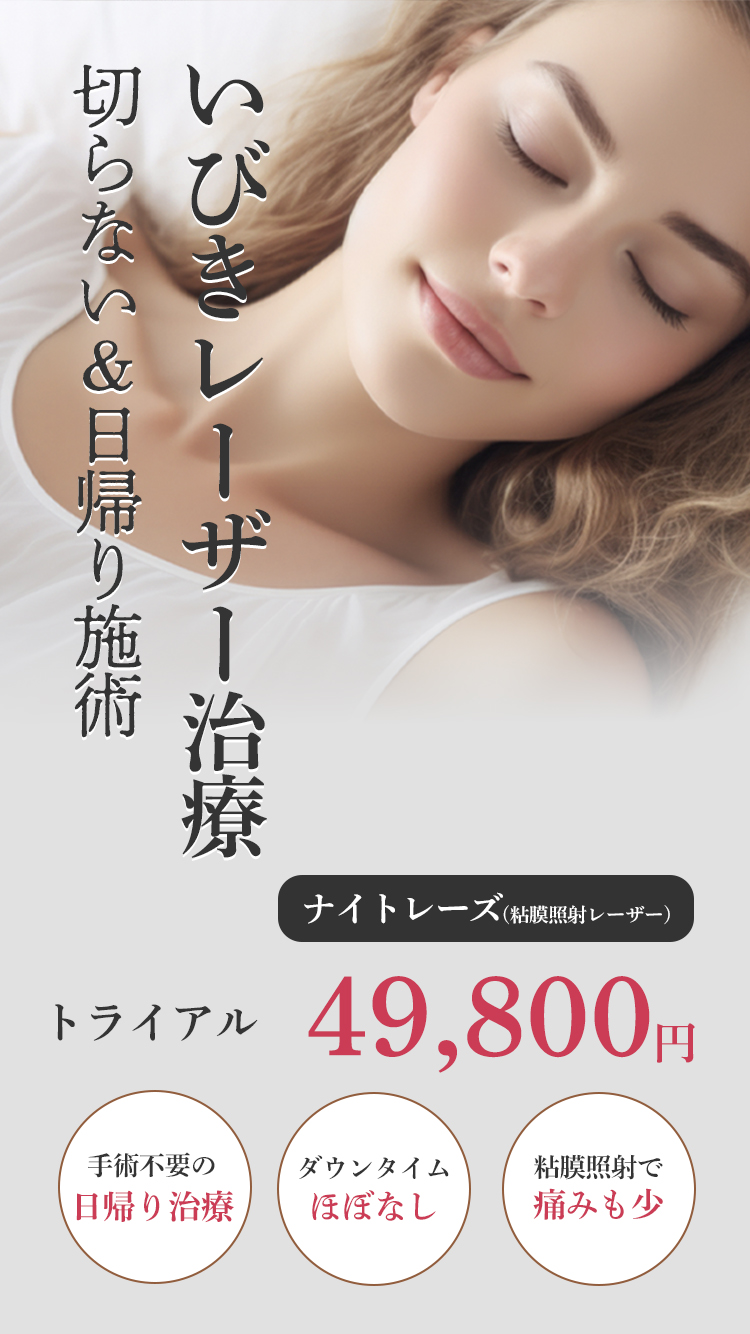 いびきレーザー治療
切らない&日帰り施術
ナイトレーズ(粘膜照射レーザー)
トライアル 49,800円
手術不要の
日帰り治療
ダウンタイム
ほぼなし
粘膜照射で
痛みも少